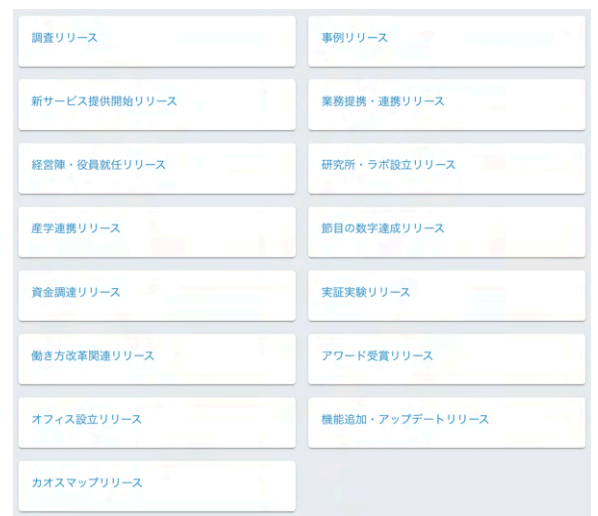 調査リリース
事例リリース
新サービス提供開始リリース
業務提携・連携リリース
経営陣・役員就任リリース
研究所・ラボ設立リリース
産学連携リリース
節目の数字達成リリース
資金調達リリース
実証実験リリース
働き方改革関連リリース
アワード受賞リリース
オフィス設立リリース
機能追加・アップデートリリース
カオスマップリリース